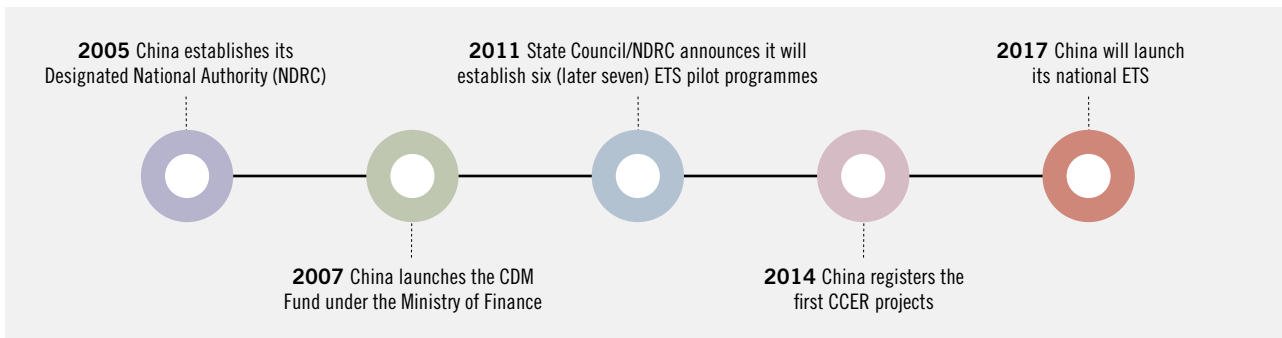 2005 China establishes its
Designated National Authority (NDRC)
2007 China launches the CDM
Fund under the Ministry of Finance
2011 State Council/NDRC announces it will
establish six (later seven) ETS pilot programmes
2014 China registers the
first CCER projects
2017 China will launch
its national ETS